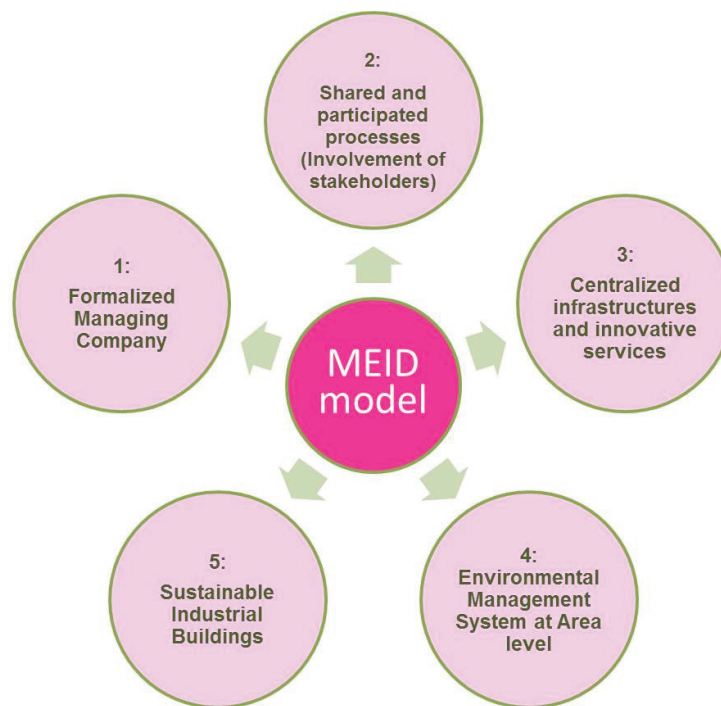 2:
Shared and
participated
processes
(Involvement of
stakeholders)
1:
Formalized
Managing
Company
3:
Centralized
infrastructures
and innovative
services
MEID
model
5:
Sustainable
Industrial
Buildings
4:
Environmental
Management
System at Area
level